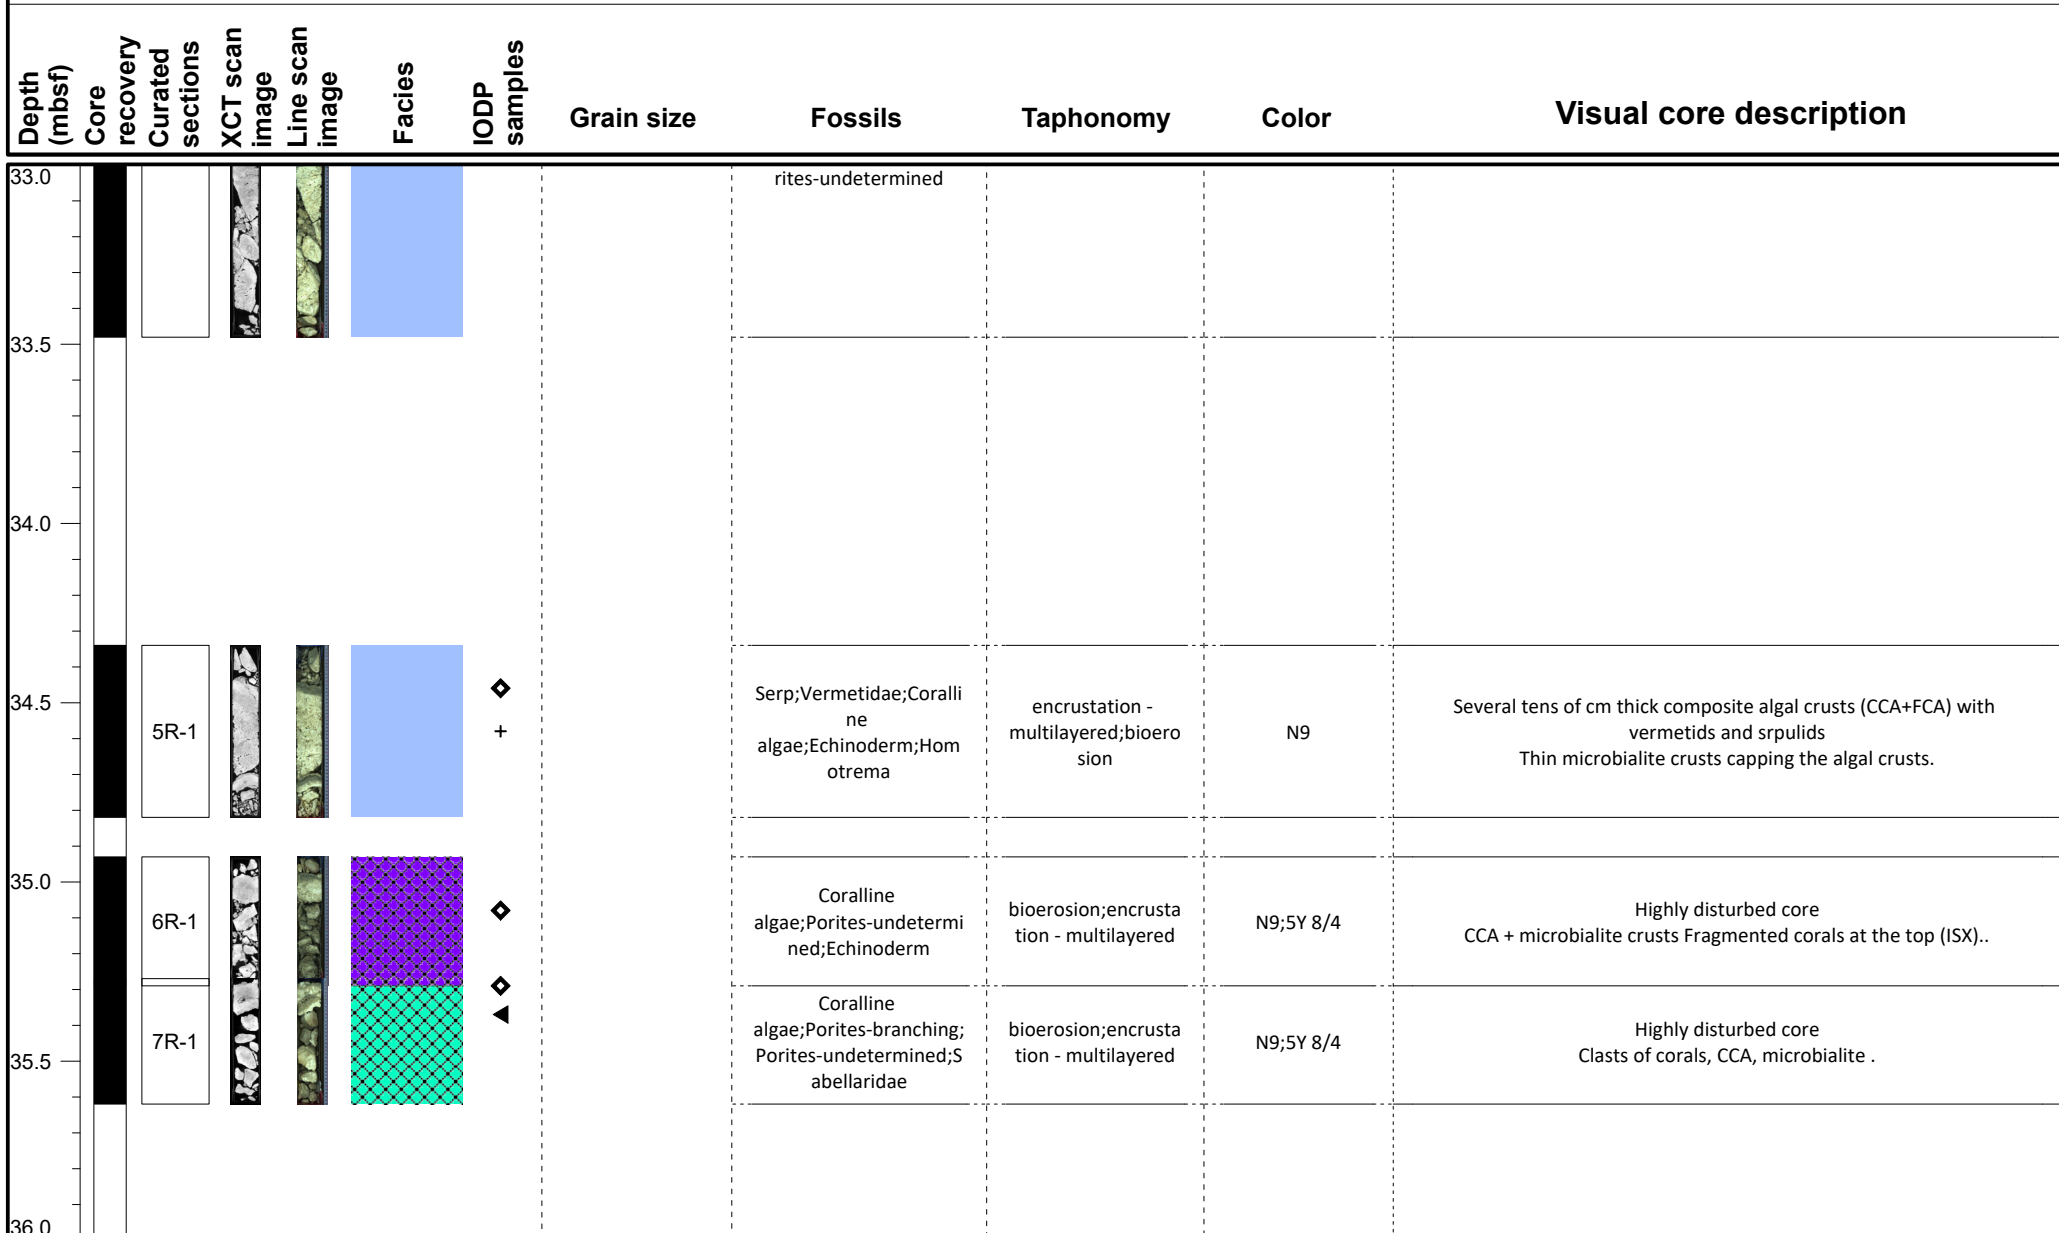 Depth
(mbsf)
Core
recovery
Curated
sections
XCT scan
image
Line scan
image
Facies
IODP
samples
Grain size
Fossils
Taphonomy
Color
Visual core description
33.0
rites-undetermined
33.5
34.0
34.5
5R-1
+
Serp;Vermetidae;Coralli
ne
algae;Echinoderm;Hom
otrema
encrustation -
multilayered;bioero
sion
N9
Several tens of cm thick composite algal crusts (CCA+FCA) with
vermetids and srpulids
Thin microbialite crusts capping the algal crusts.
35.0
6R-1
Coralline
algae;Porites-undetermi
ned;Echinoderm
bioerosion;encrusta
tion - multilayered
N9;5Y 8/4
Highly disturbed core
CCA + microbialite crusts Fragmented corals at the top (ISX)..
7R-1
Coralline
algae;Porites-branching;
Porites-undetermined;S
abellaridae
bioerosion;encrusta
tion - multilayered
N9;5Y 8/4
Highly disturbed core
Clasts of corals, CCA, microbialite .
35.5
36.0